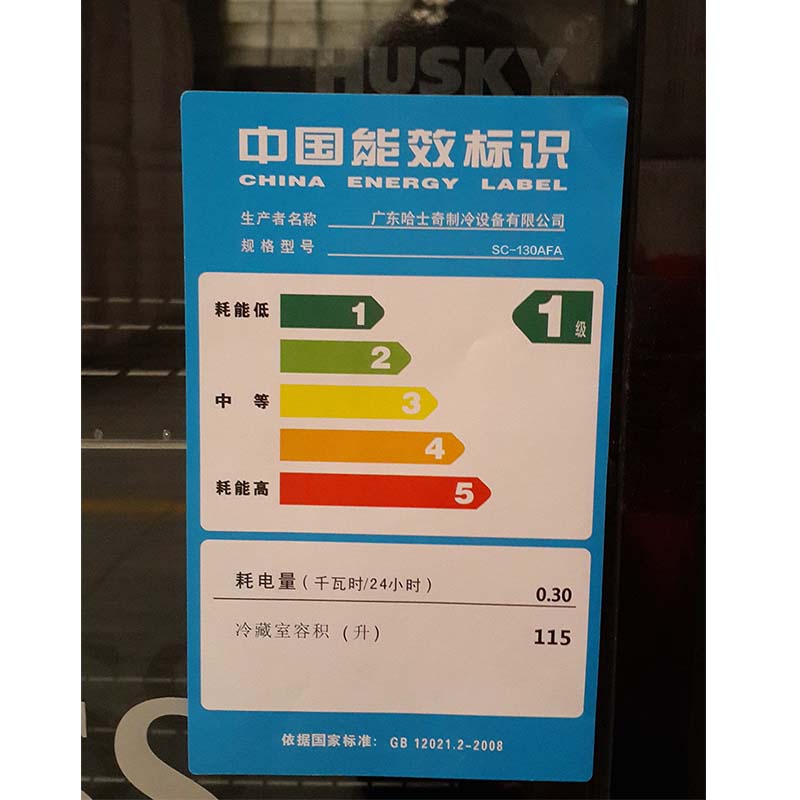 HUSKY
中国能效标识
CHINA ENERGY LABEL
生产者名称 广东哈士奇制冷设备有限公司
规格型号 SC-130AFA
耗能低 1 1级
2
中 等 3
4
耗能高 5
耗电量(千瓦时/24小时) 0.30
冷藏室容积(升) 115
依据国家标准: GB 12021.2-2008